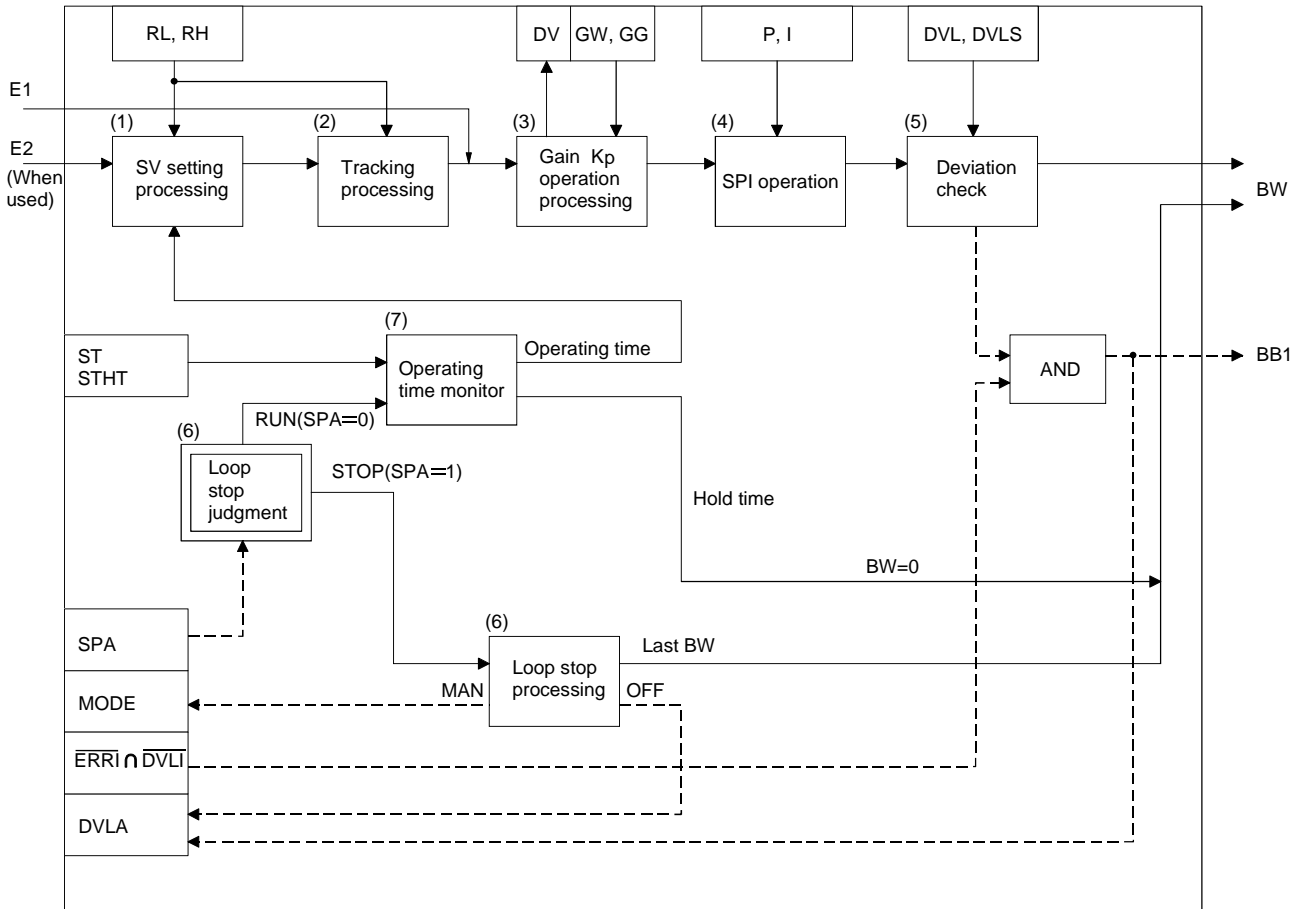 RL, RH
DV
GW, GG
P, I
DVL, DVLS
E1
(1)
(2)
(3)
(4)
(5)
E2
(When
used)
SV setting
processing
Tracking
processing
Gain Kp
operation
processing
SPI operation
Deviation
check
BW
(7)
ST
STHT
Operating
time monitor
Operating time
AND
BB1
RUN(SPA=0)
(6)
Loop
stop
judgment
STOP(SPA=1)
Hold time
BW=0
SPA
(6)
Loop stop
processing
Last BW
MODE
MAN
OFF
E̅R̅R̅I̅ ∩ D̅V̅L̅I̅
DVLA